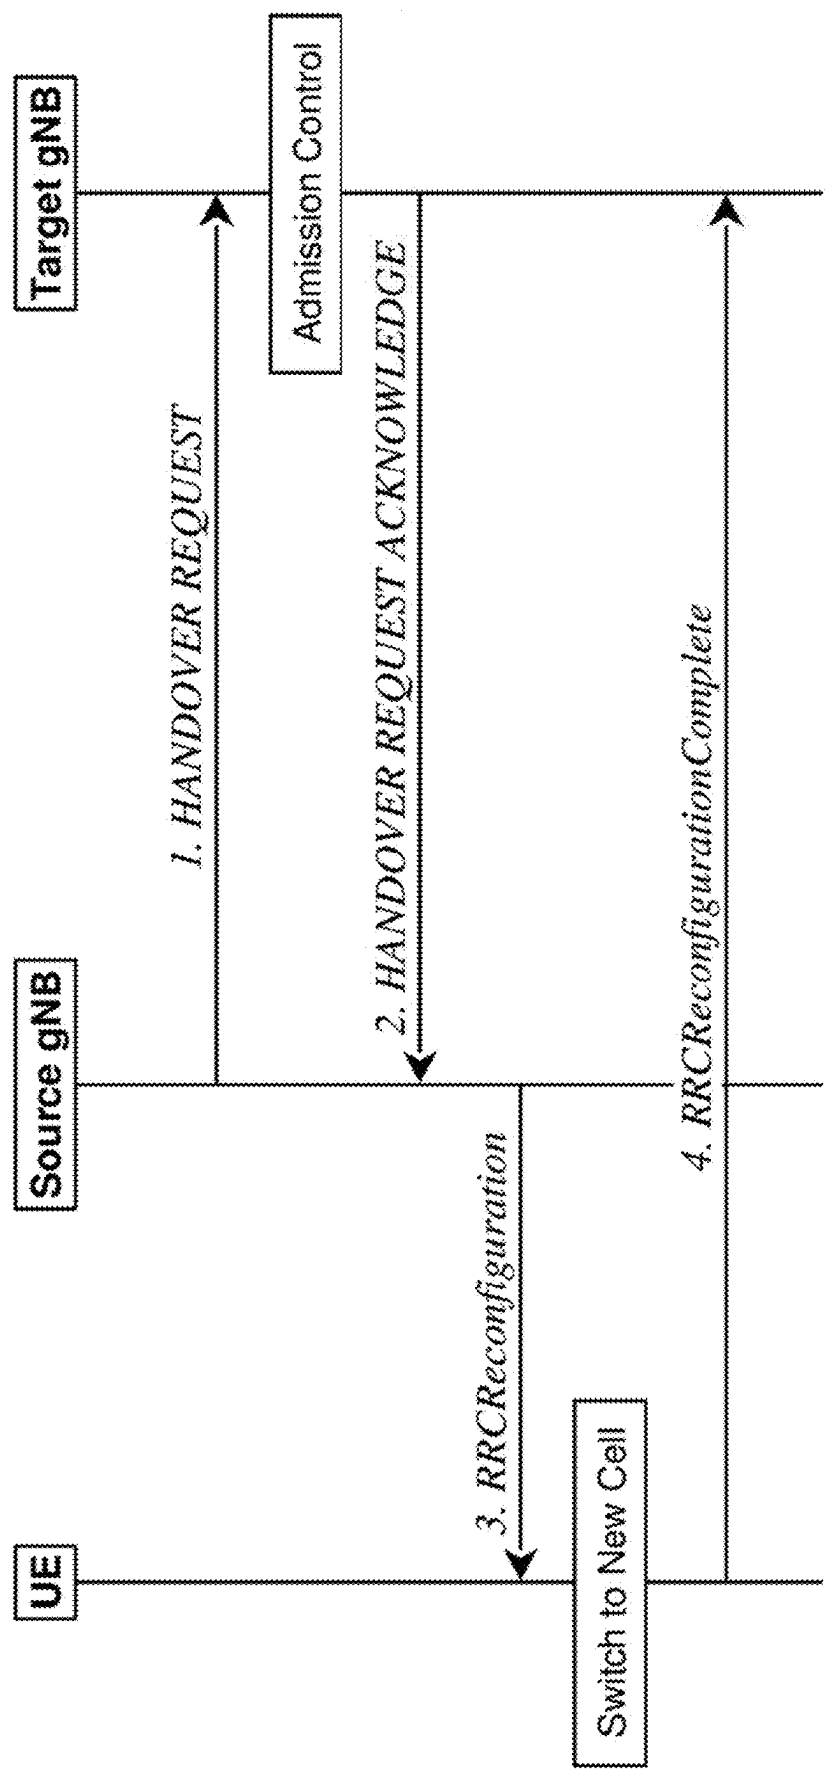 UE
Source gNB
Target gNB
1. HANDOVER REQUEST
Admission Control
2. HANDOVER REQUEST ACKNOWLEDGE
3. RRCReconfiguration
Switch to New Cell
4. RRCReconfigurationComplete